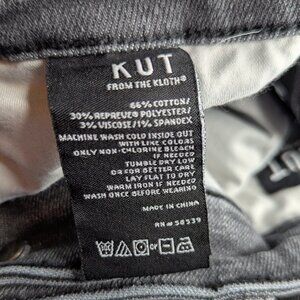 KUT
FROM THE KLOTH®
66% COTTON/
30% REPREVE® POLYESTER/
3% VISCOSE/1% SPANDEX
MACHINE WASH COLD INSIDE OUT
WITH LIKE COLORS
ONLY NON-CHLORINE BLEACH
IF NEEDED
TUMBLE DRY LOW
OR FOR BETTER CARE
LAY FLAT TO DRY
WARM IRON IF NEEDED
WASH ONCE BEFORE WEARING
MADE IN CHINA
RN# 58539
OR